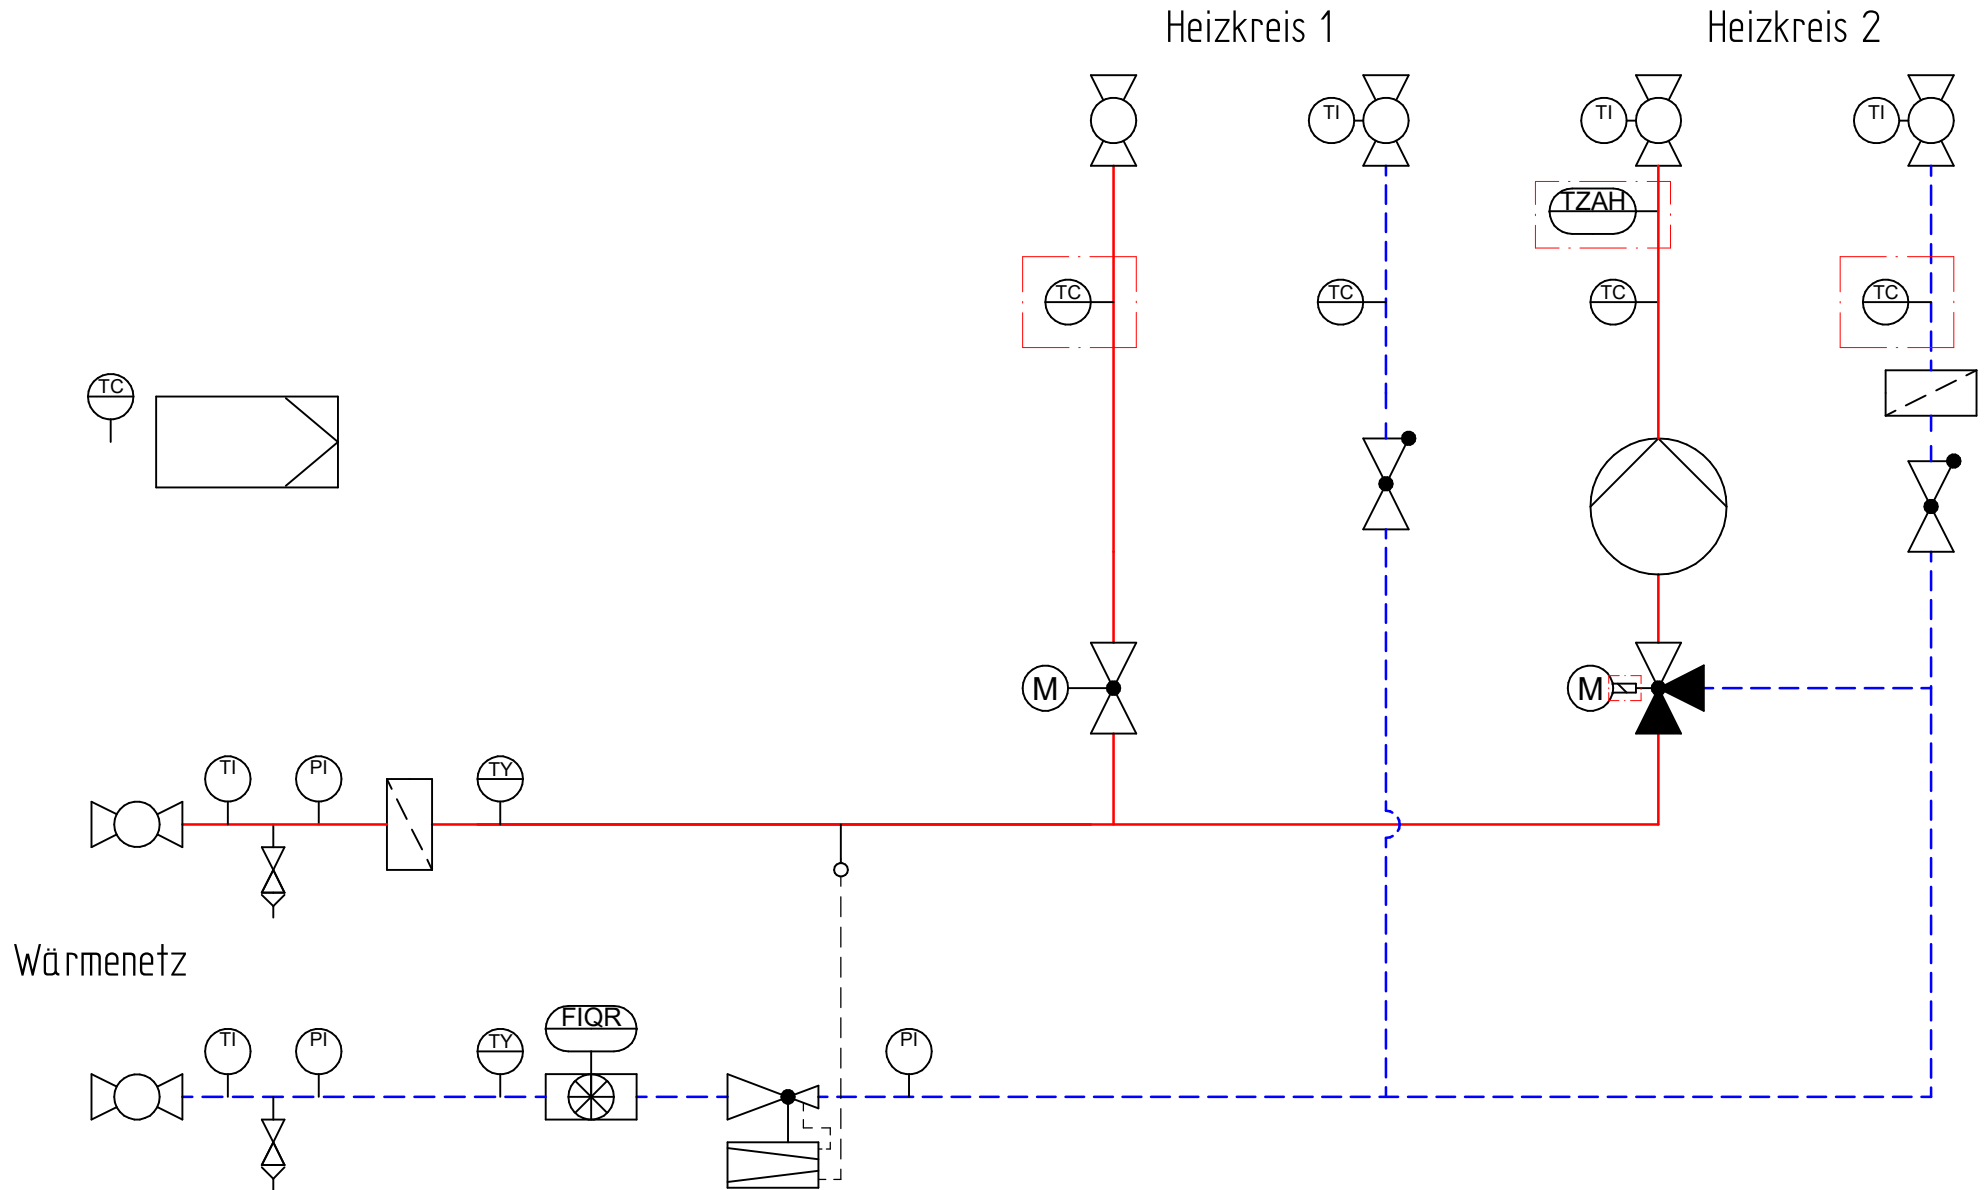 Heizkreis 1
Heizkreis 2
TI
TI
TI
TZAH
TC
TC
TC
TC
TC
M
M
TI
PI
TY
Wärmenetz
FIQR
TI
PI
TY
PI